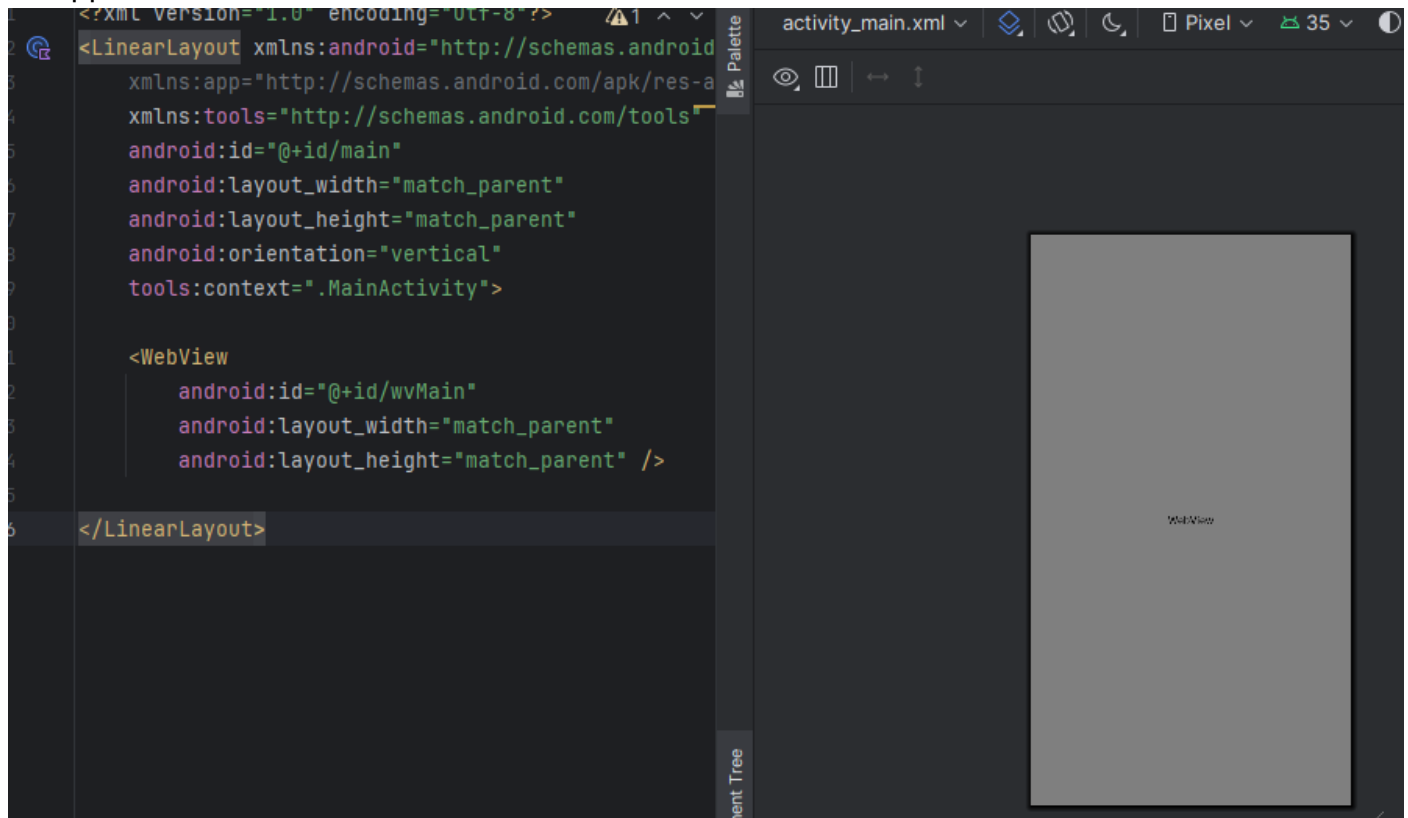 <?xml version="1.0" encoding="utf-8"?>
1
<LinearLayout xmlns:android="http://schemas.android
xmlns:app="http://schemas.android.com/apk/res-a
xmlns:tools="http://schemas.android.com/tools"
android:id="@+id/main"
android:layout_width="match_parent"
android:layout_height="match_parent"
android:orientation="vertical"
tools:context=".MainActivity">
<WebView
android:id="@+id/wvMain"
android:layout_width="match_parent"
android:layout_height="match_parent" />
</LinearLayout>
Palette
activity_main.xml
Pixel
35
WebView
Tree